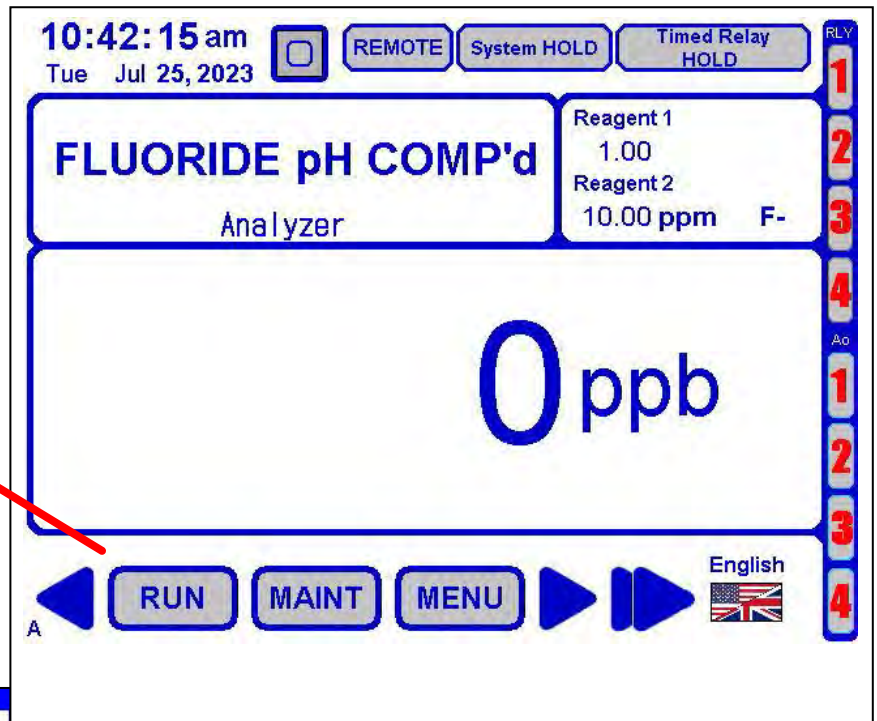 10:42:15 am
Tue Jul 25, 2023
REMOTE
System HOLD
Timed Relay
HOLD
RLY
1
2
3
4
Ao
1
2
3
4
FLUORIDE pH COMP'd
Analyzer
Reagent 1
1.00
Reagent 2
10.00 ppm F-
0 ppb
A
RUN
MAINT
MENU
English